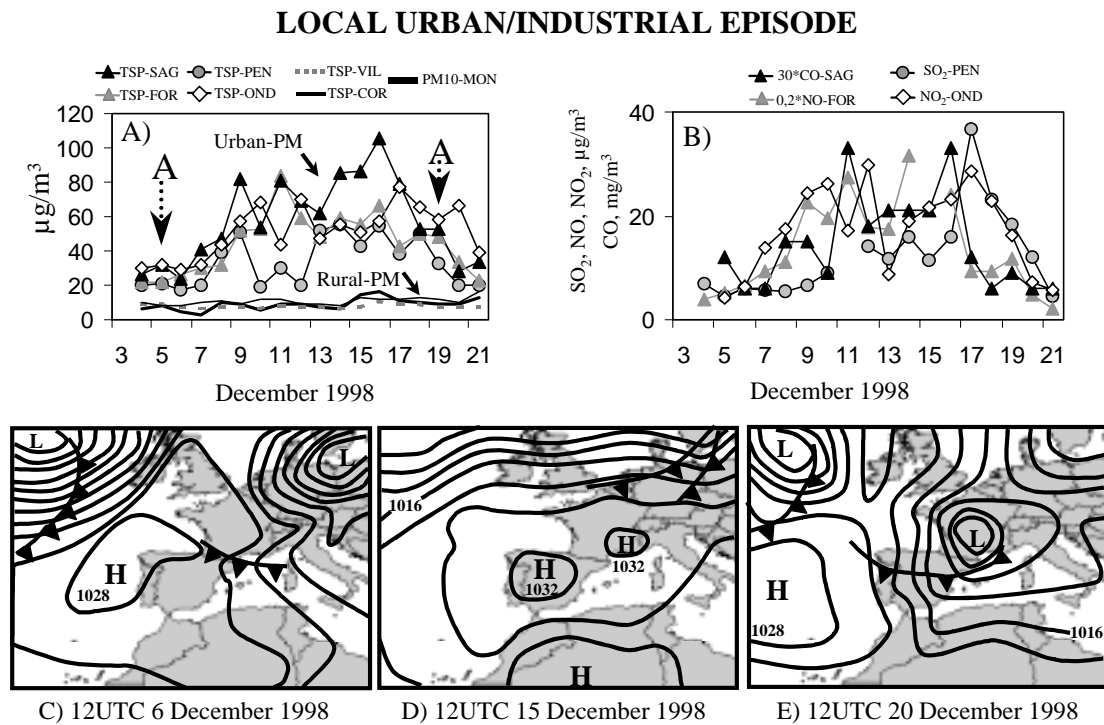 LOCAL URBAN/INDUSTRIAL EPISODE
TSP-SAG TSP-PEN TSP-VIL PM10-MON
TSP-FOR TSP-OND TSP-COR
30*CO-SAG SO2-PEN
0,2*NO-FOR NO2-OND
A)
Urban-PM
A
A
Rural-PM
µg/m³
120
100
80
60
40
20
0
3 5 7 9 11 13 15 17 19 21
December 1998
B)
SO2, NO, NO2, µg/m³
CO, mg/m³
40
20
0
3 5 7 9 11 13 15 17 19 21
December 1998
L
L
H
1028
C) 12UTC 6 December 1998
1016
H
1032
H
1032
H
D) 12UTC 15 December 1998
L
L
H
1028
1016
E) 12UTC 20 December 1998